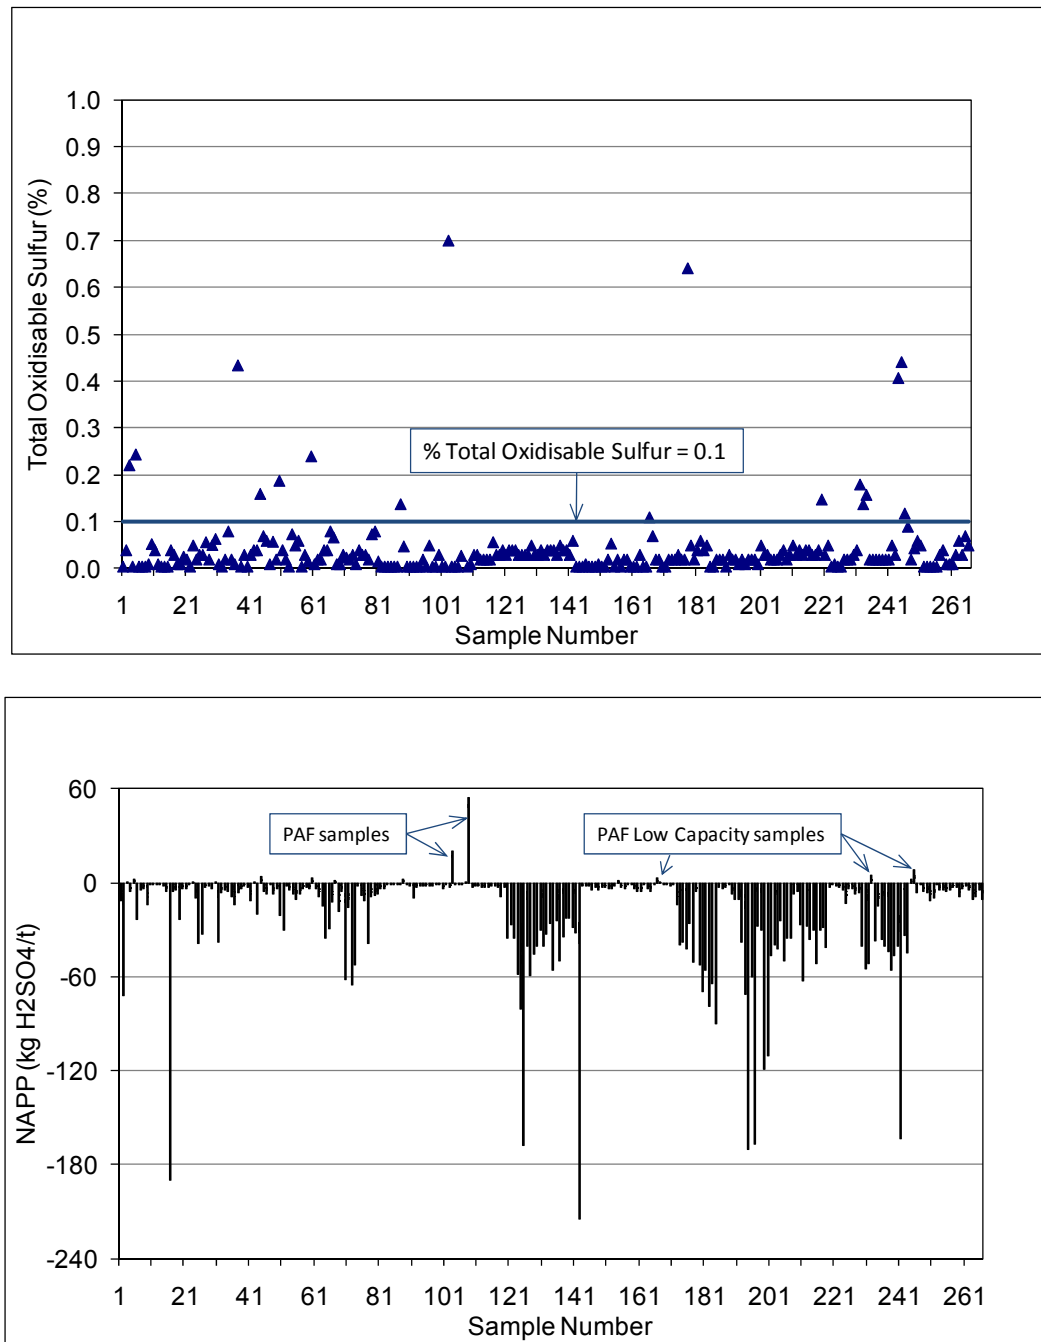 1.0
0.9
0.8
0.7
0.6
0.5
0.4
0.3
0.2
0.1
0.0
Total Oxidisable Sulfur (%)
% Total Oxidisable Sulfur = 0.1
1 21 41 61 81 101 121 141 161 181 201 221 241 261
Sample Number
60
0
-60
-120
-180
-240
NAPP (kg H2SO4/t)
PAF samples
PAF Low Capacity samples
1 21 41 61 81 101 121 141 161 181 201 221 241 261
Sample Number